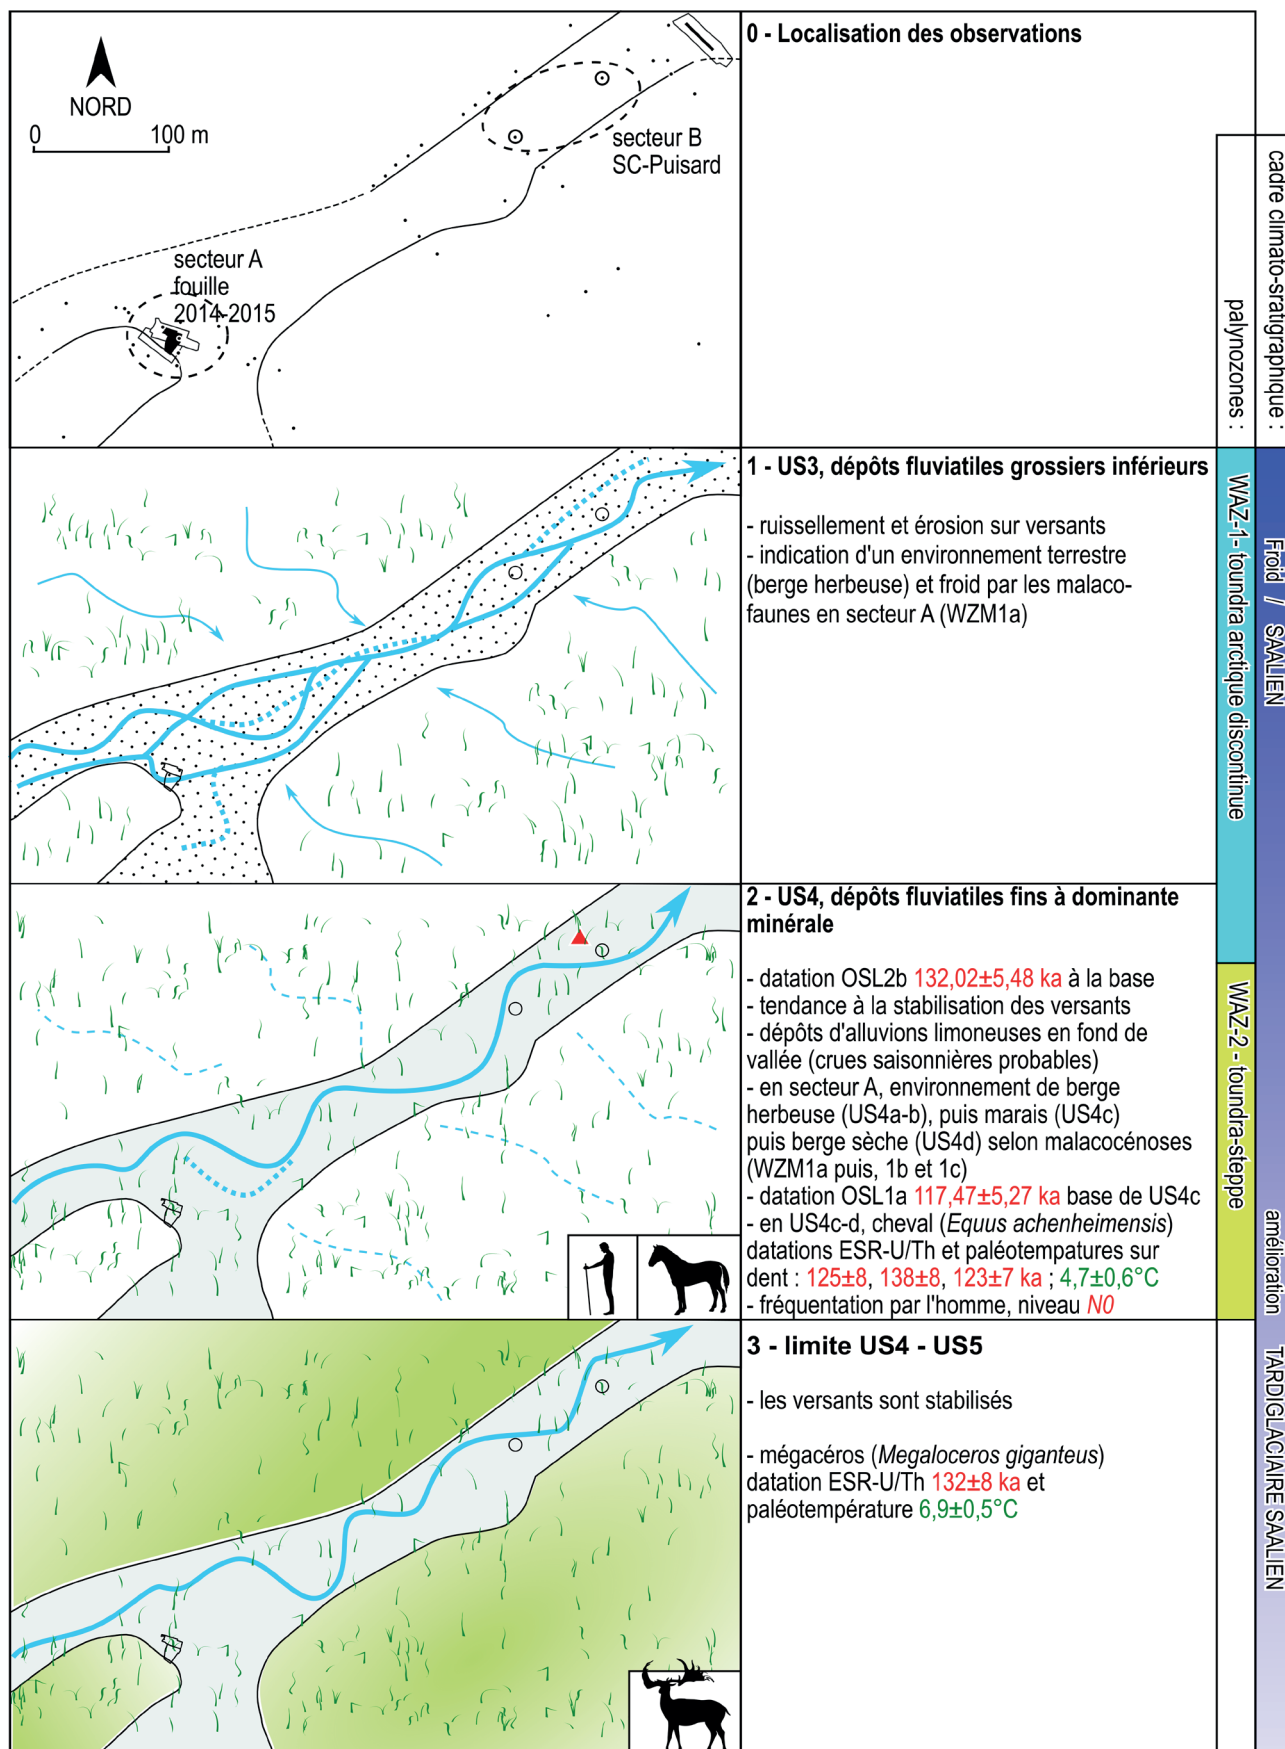 NORD
0 100 m
secteur B
SC-Puisard
secteur A
fouille
2014-2015
0 - Localisation des observations
palynozones :
cadre climato-sratigraphique :
1 - US3, dépôts fluviatiles grossiers inférieurs
- ruissellement et érosion sur versants
- indication d'un environnement terrestre
(berge herbeuse) et froid par les malaco-
faunes en secteur A (WZM1a)
WAZ-1- toundra arctique discontinue
Froid / SAALIEN
2 - US4, dépôts fluviatiles fins à dominante
minérale
- datation OSL2b 132,02±5,48 ka à la base
- tendance à la stabilisation des versants
- dépôts d'alluvions limoneuses en fond de
vallée (crues saisonnières probables)
- en secteur A, environnement de berge
herbeuse (US4a-b), puis marais (US4c)
puis berge sèche (US4d) selon malacocénoses
(WZM1a puis, 1b et 1c)
- datation OSL1a 117,47±5,27 ka base de US4c
- en US4c-d, cheval (Equus achenheimensis)
datations ESR-U/Th et paléotempatures sur
dent : 125±8, 138±8, 123±7 ka ; 4,7±0,6°C
- fréquentation par l'homme, niveau N0
WAZ-2 - toundra-steppe
amélioration TARDIGLACIAIRE SAALIEN
3 - limite US4 - US5
- les versants sont stabilisés
- mégacéros (Megaloceros giganteus)
datation ESR-U/Th 132±8 ka et
paléotempérature 6,9±0,5°C